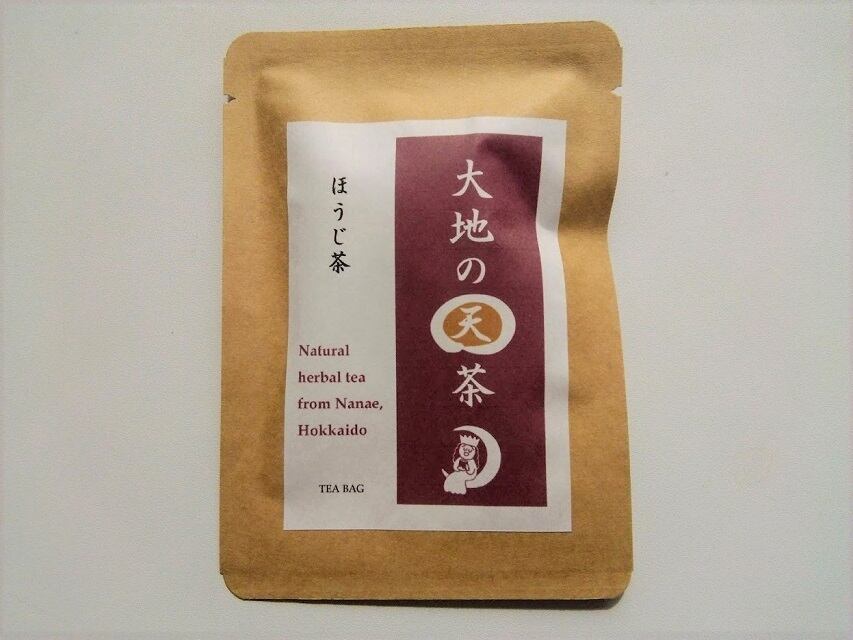 大地の天茶
ほうじ茶
Natural
herbal tea
from Nanae,
Hokkaido
TEA BAG